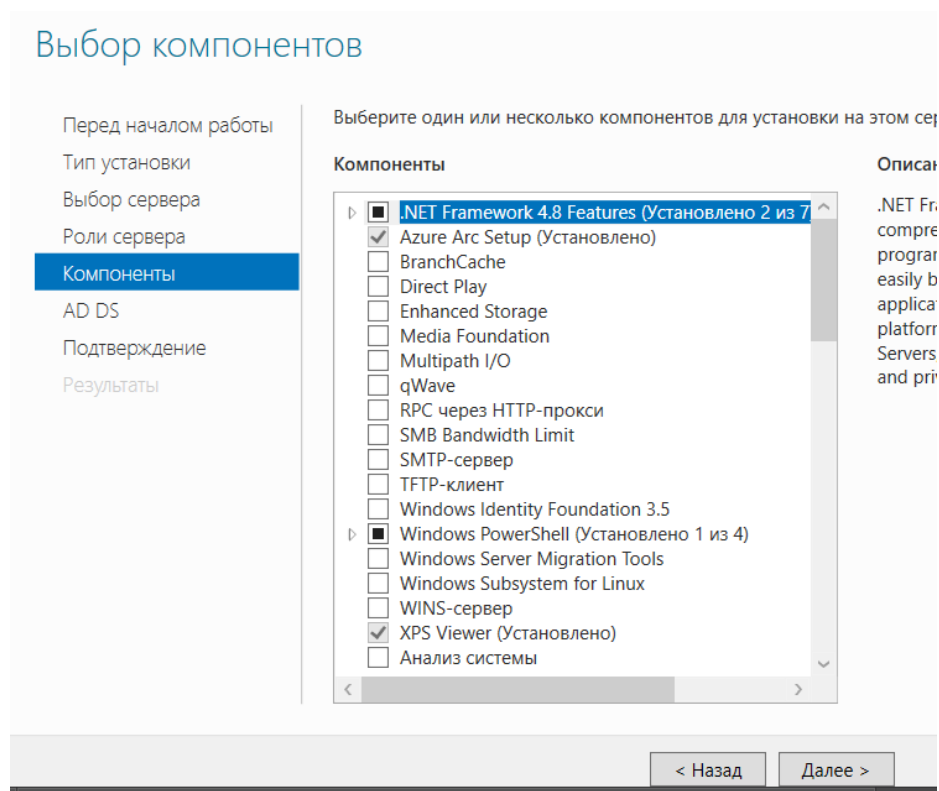 Выбор компонентов
Перед началом работы
Тип установки
Выбор сервера
Роли сервера
Компоненты
AD DS
Подтверждение
Результаты
Выберите один или несколько компонентов для установки на этом сер
Компоненты
.NET Framework 4.8 Features (Установлено 2 из 7
Azure Arc Setup (Установлено)
BranchCache
Direct Play
Enhanced Storage
Media Foundation
Multipath I/O
qWave
RPC через HTTP-прокси
SMB Bandwidth Limit
SMTP-сервер
TFTP-клиент
Windows Identity Foundation 3.5
Windows PowerShell (Установлено 1 из 4)
Windows Server Migration Tools
Windows Subsystem for Linux
WINS-сервер
XPS Viewer (Установлено)
Анализ системы
Описан
.NET Fra
compre
program
easily b
applicat
platform
Servers
and priv
< Назад
Далее >